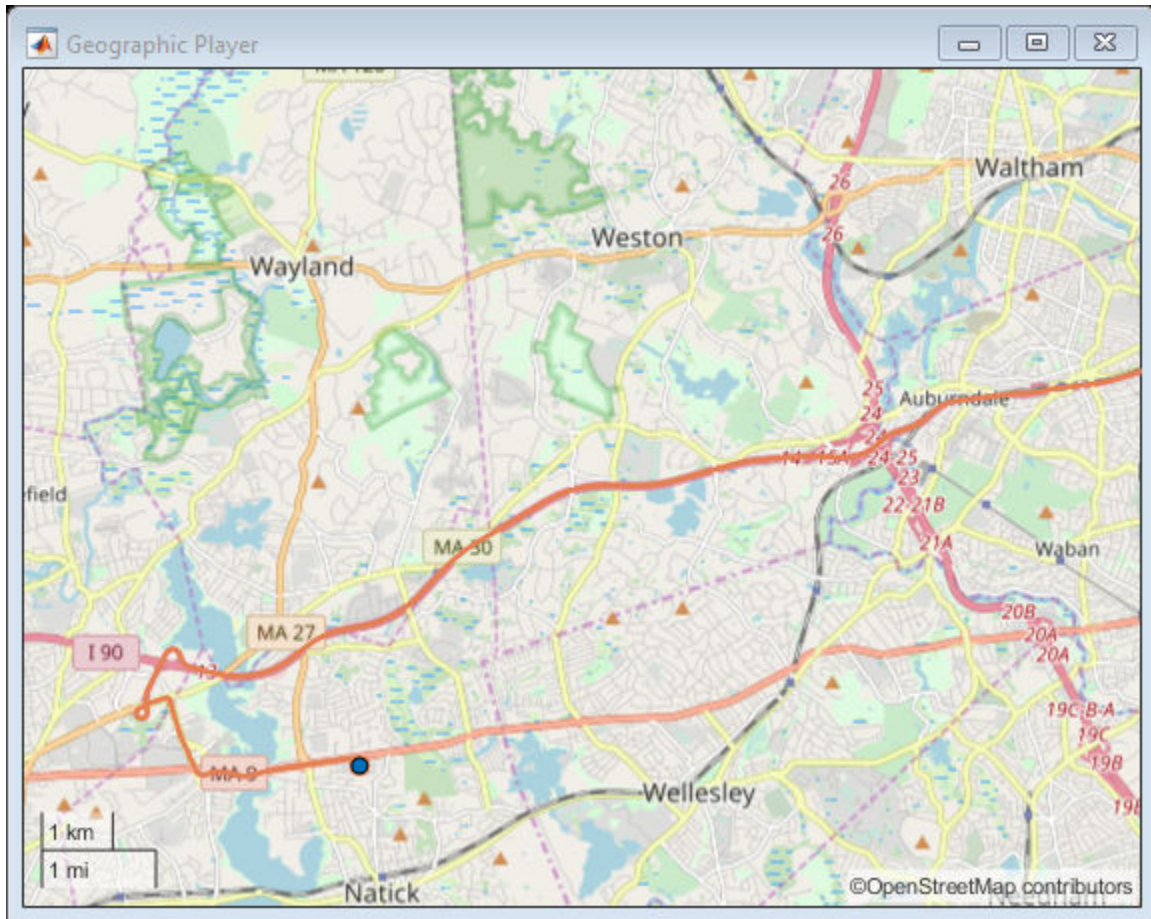 Geographic Player
Waltham
26
Weston
26
Wayland
25
24
Auburndale
24
14
15A
24-25
23
22-21B
MA 30
21A
Waban
20B
MA 27
20A
I 90
13
20A
19C-B-A
19C
MA 9
19B
Wellesley
1 km
1 mi
Natick
©OpenStreetMap contributors